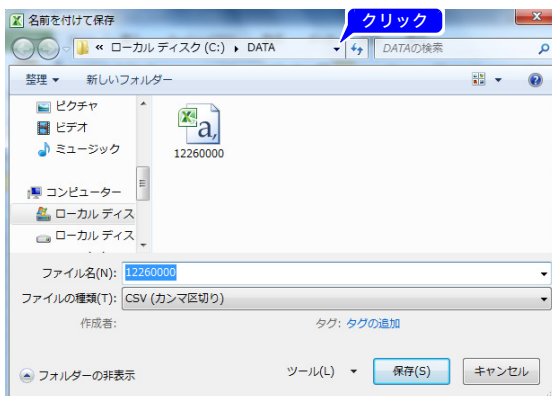 名前を付けて保存
クリック
« ローカル ディスク (C:) ▸ DATA
DATAの検索
整理 ▼ 新しいフォルダー
ピクチャ
ビデオ
ミュージック
コンピューター
ローカル ディス
ローカル ディス
a,
12260000
ファイル名(N): 12260000
ファイルの種類(T): CSV (カンマ区切り)
作成者: タグ: タグの追加
フォルダーの非表示 ツール(L) ▼ 保存(S) キャンセル